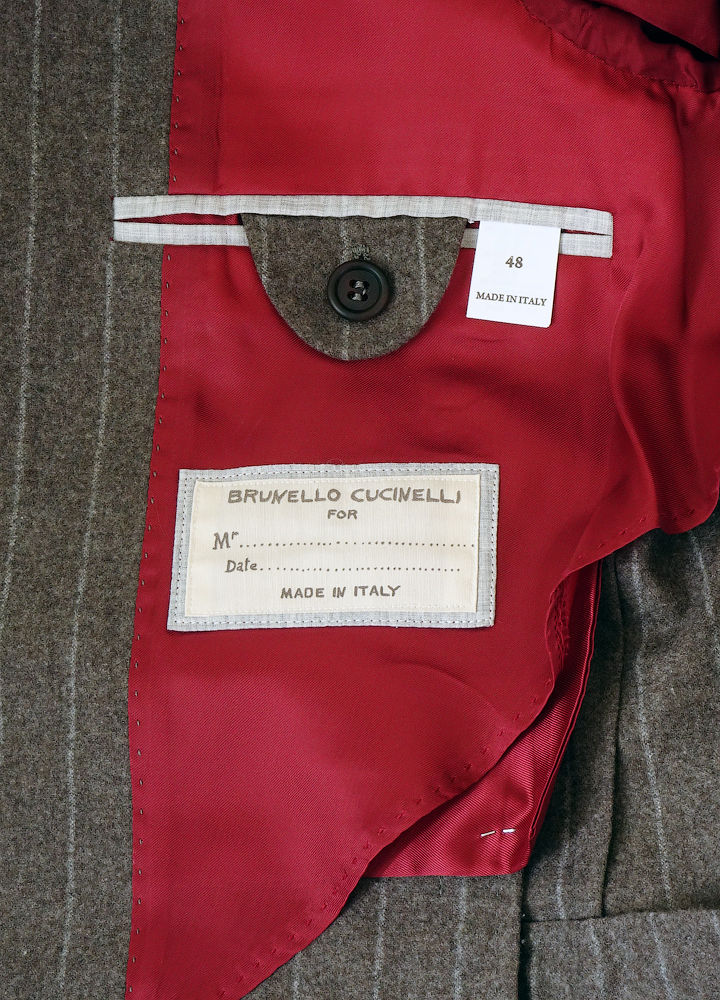 48
MADE IN ITALY
BRUNELLO CUCINELLI
FOR
Mr........................................
Date..................................
MADE IN ITALY